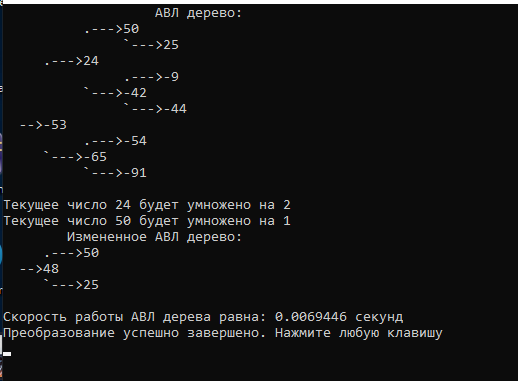 АВЛ дерево:
.--->50
`--->25
.--->24
.--->-9
`--->-42
`--->-44
-->-53
.--->-54
`--->-65
`--->-91
Текущее число 24 будет умножено на 2
Текущее число 50 будет умножено на 1
Измененное АВЛ дерево:
.--->50
-->48
`--->25
Скорость работы АВЛ дерева равна: 0.0069446 секунд
Преобразование успешно завершено. Нажмите любую клавишу